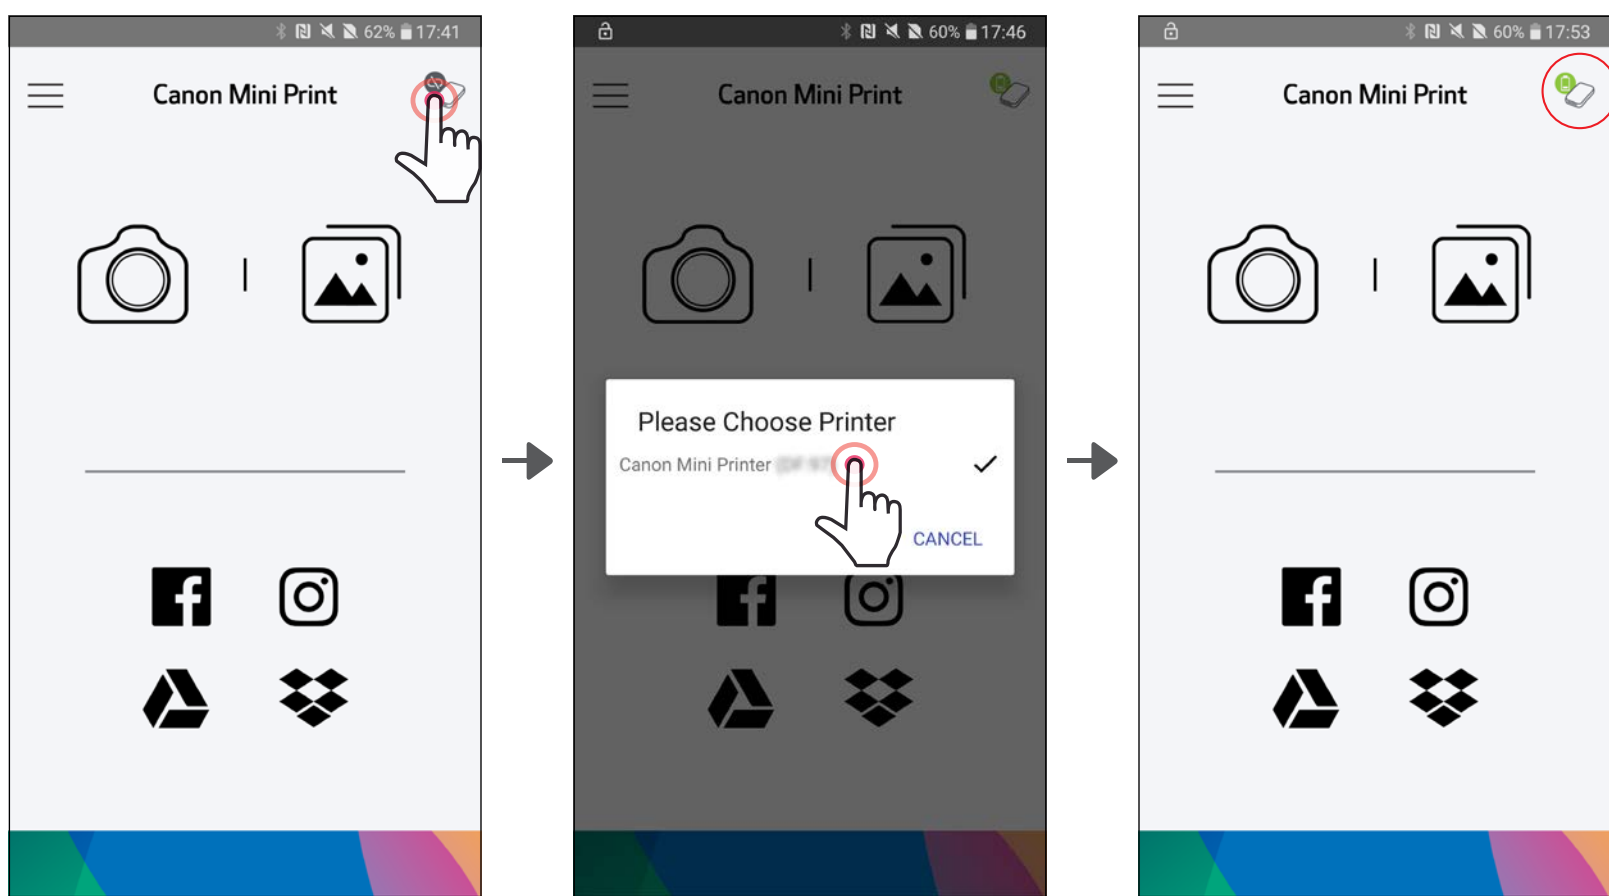 62% 17:41
Canon Mini Print
60% 17:46
Canon Mini Print
Please Choose Printer
Canon Mini Printer
CANCEL
60% 17:53
Canon Mini Print